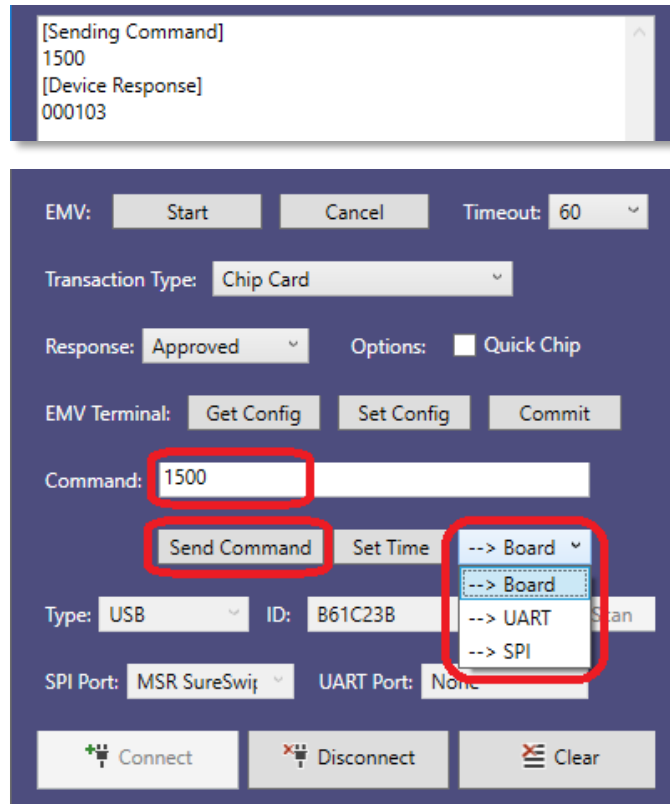 [Sending Command]
1500
[Device Response]
000103
EMV: Start Cancel Timeout: 60
Transaction Type: Chip Card
Response: Approved Options: Quick Chip
EMV Terminal: Get Config Set Config Commit
Command: 1500
Send Command Set Time --> Board
--> Board
Type: USB ID: B61C23B --> UART can
--> SPI
SPI Port: MSR SureSwip UART Port: None
Connect Disconnect Clear